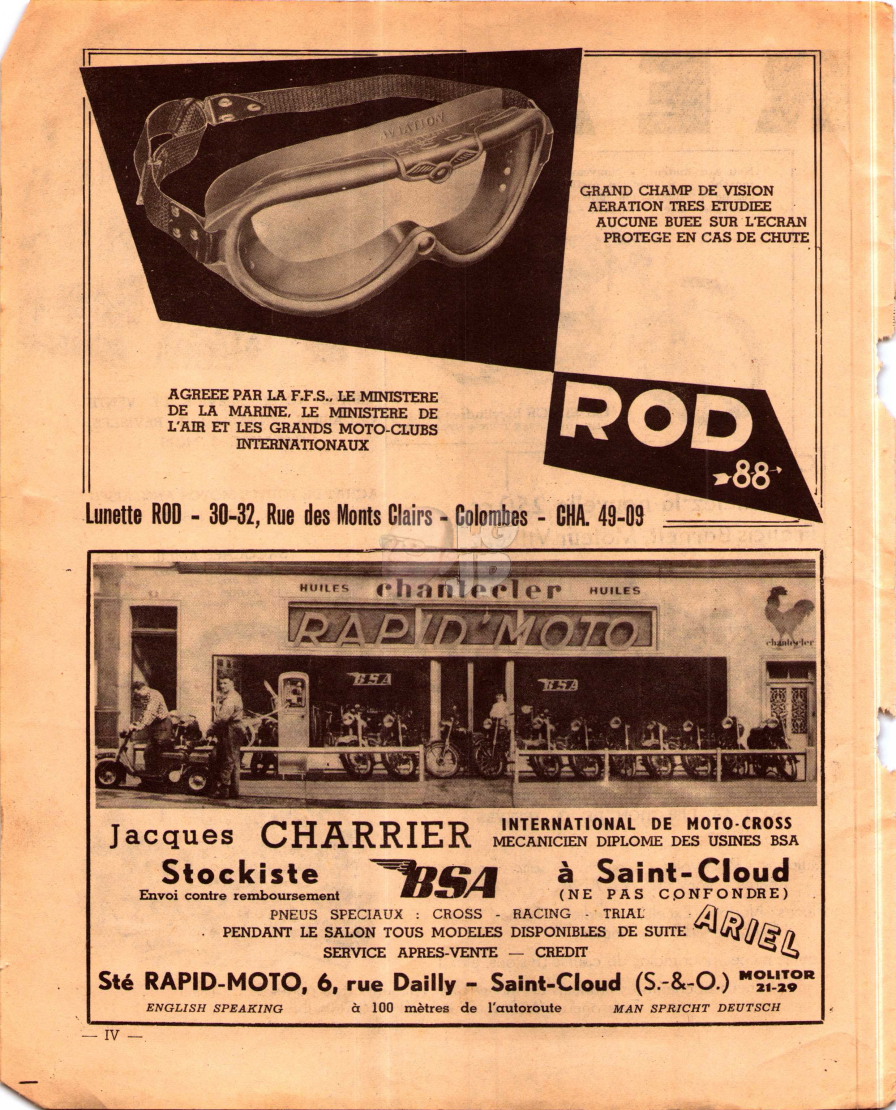 AVIATION
GRAND CHAMP DE VISION
AERATION TRES ETUDIEE
AUCUNE BUEE SUR L'ECRAN
PROTEGE EN CAS DE CHUTE
AGREEE PAR LA F.F.S., LE MINISTERE
DE LA MARINE, LE MINISTERE DE
L'AIR ET LES GRANDS MOTO-CLUBS
INTERNATIONAUX
ROD
88
Lunette ROD - 30-32, Rue des Monts Clairs - Colombes - CHA. 49-09
HUILES chantecler HUILES
RAPID'MOTO
chantecler
BSA BSA
Jacques CHARRIER INTERNATIONAL DE MOTO-CROSS
MECANICIEN DIPLOME DES USINES BSA
Stockiste BSA à Saint-Cloud
Envoi contre remboursement (NE PAS CONFONDRE)
PNEUS SPECIAUX : CROSS - RACING - TRIAL
PENDANT LE SALON TOUS MODELES DISPONIBLES DE SUITE ARIEL
SERVICE APRES-VENTE — CREDIT
Sté RAPID-MOTO, 6, rue Dailly - Saint-Cloud (S.-&-O.) MOLITOR
21-29
ENGLISH SPEAKING à 100 mètres de l'autoroute MAN SPRICHT DEUTSCH
— IV —